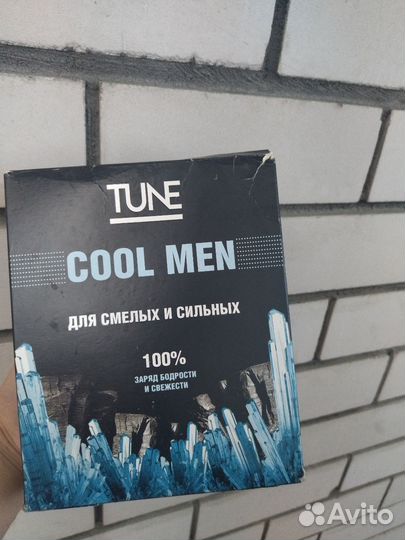 TUNE
COOL MEN
ДЛЯ СМЕЛЫХ И СИЛЬНЫХ
100%
ЗАРЯД БОДРОСТИ
И СВЕЖЕСТИ
Avito